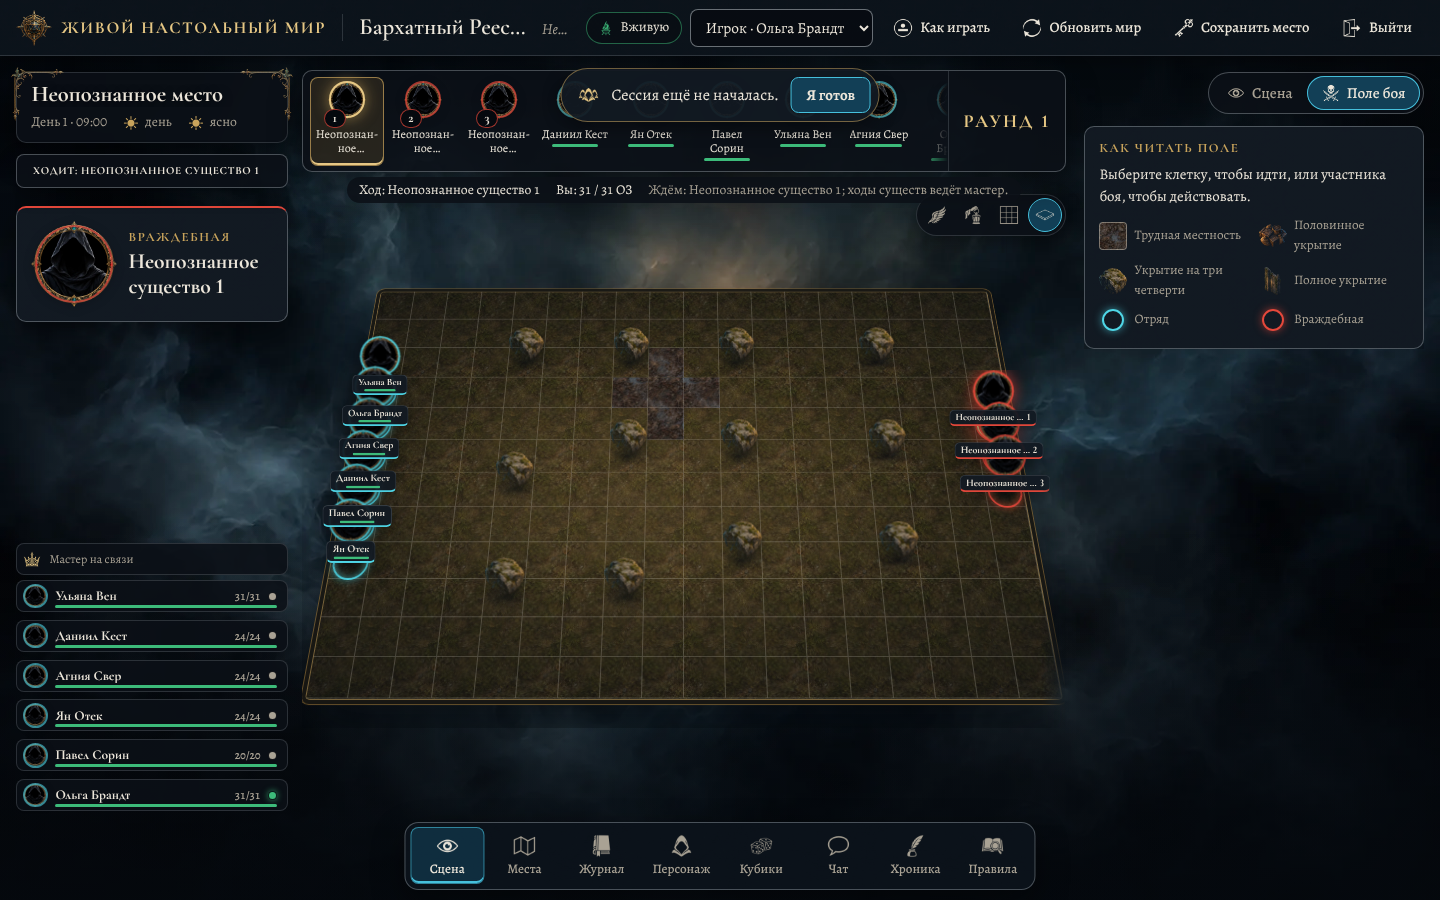 ЖИВОЙ НАСТОЛЬНЫЙ МИР
Бархатный Реес...
Не...
Вживую
Игрок · Ольга Брандт
Как играть
Обновить мир
Сохранить место
Выйти
Неопознанное место
День 1 · 09:00
день
ясно
ХОДИТ: НЕОПОЗНАННОЕ СУЩЕСТВО 1
ВРАЖДЕБНАЯ
Неопознанное
существо 1
1
Неопознан-
ное...
2
Неопознан-
ное...
3
Неопознан-
ное...
Даниил Кест
Ян Отек
Павел
Сорин
Ульяна Вен
Агния Свер
РАУНД 1
Сессия ещё не началась.
Я готов
Ход: Неопознанное существо 1
Вы: 31 / 31 ОЗ
Ждём: Неопознанное существо 1; ходы существ ведёт мастер.
Сцена
Поле боя
КАК ЧИТАТЬ ПОЛЕ
Выберите клетку, чтобы идти, или участника
боя, чтобы действовать.
Трудная местность
Половинное
укрытие
Укрытие на три
четверти
Полное укрытие
Отряд
Враждебная
Ульяна Вен
Ольга Брандт
Агния Свер
Даниил Кест
Павел Сорин
Ян Отек
Неопознанное ... 1
Неопознанное ... 2
Неопознанное ... 3
Мастер на связи
Ульяна Вен 31/31
Даниил Кест 24/24
Агния Свер 24/24
Ян Отек 24/24
Павел Сорин 20/20
Ольга Брандт 31/31
Сцена
Места
Журнал
Персонаж
Кубики
Чат
Хроника
Правила